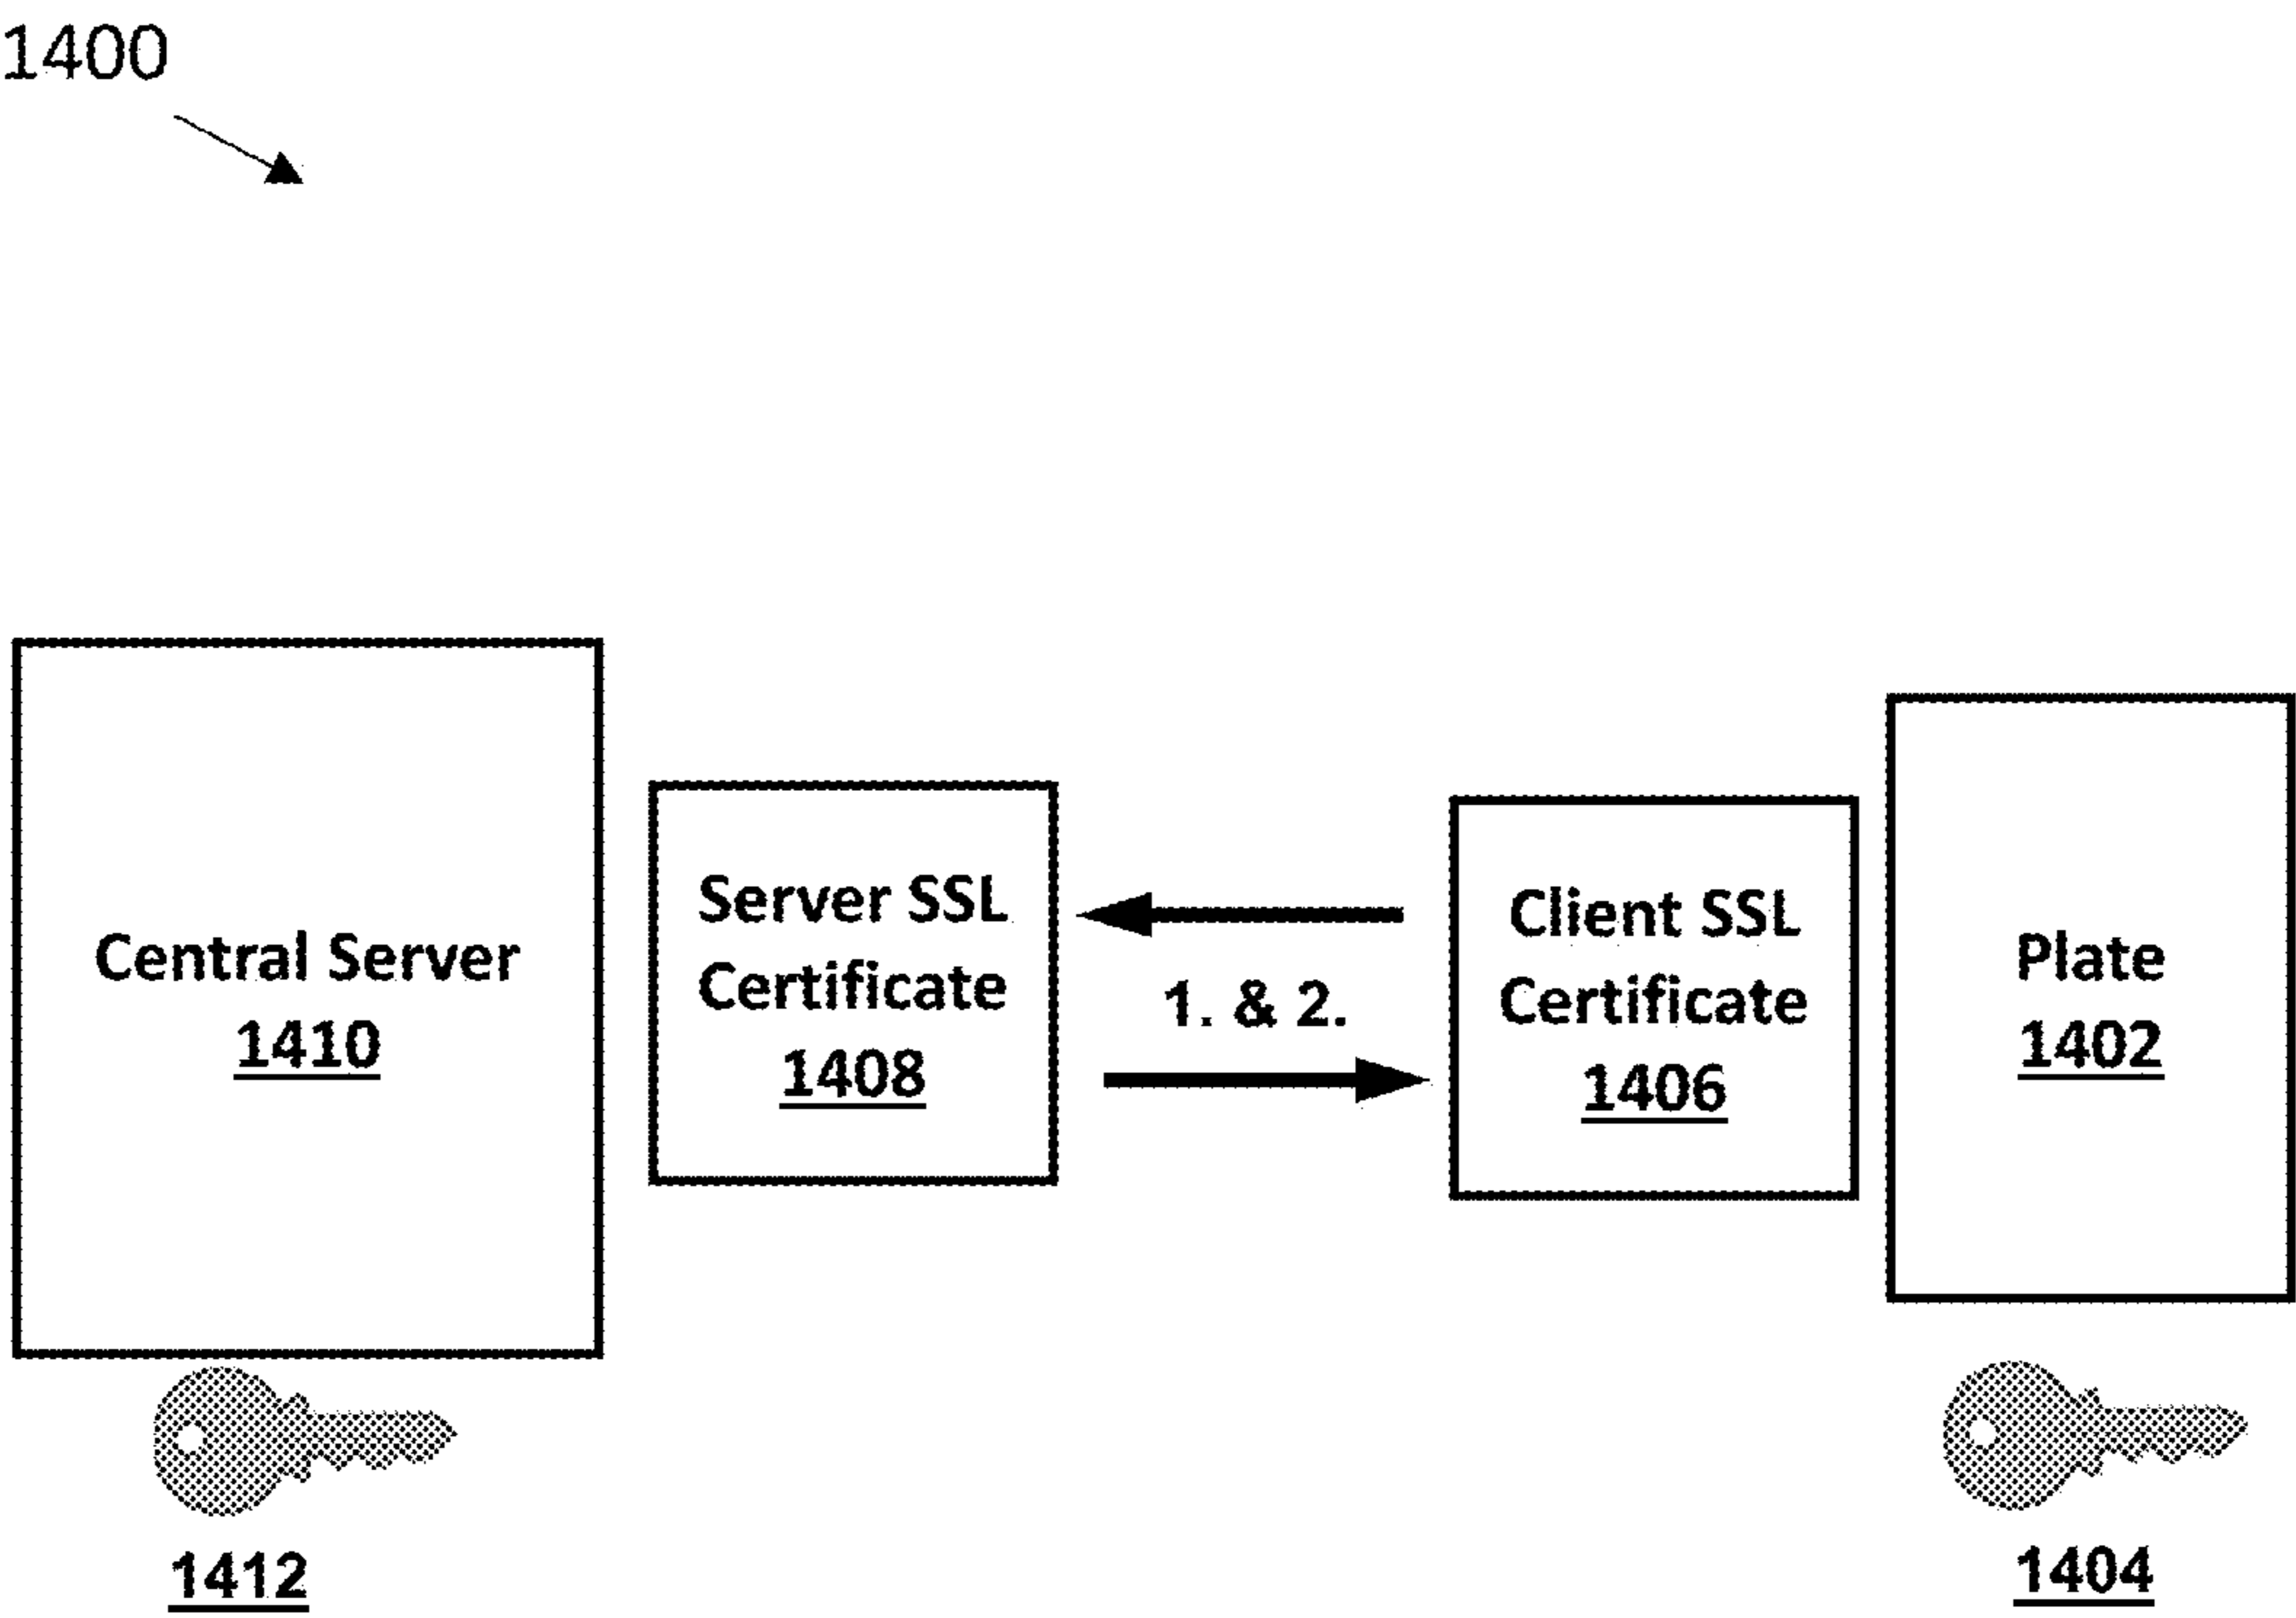 1400
Central Server
1410
Server SSL
Certificate
1408
1. & 2.
Client SSL
Certificate
1406
Plate
1402
1412
1404